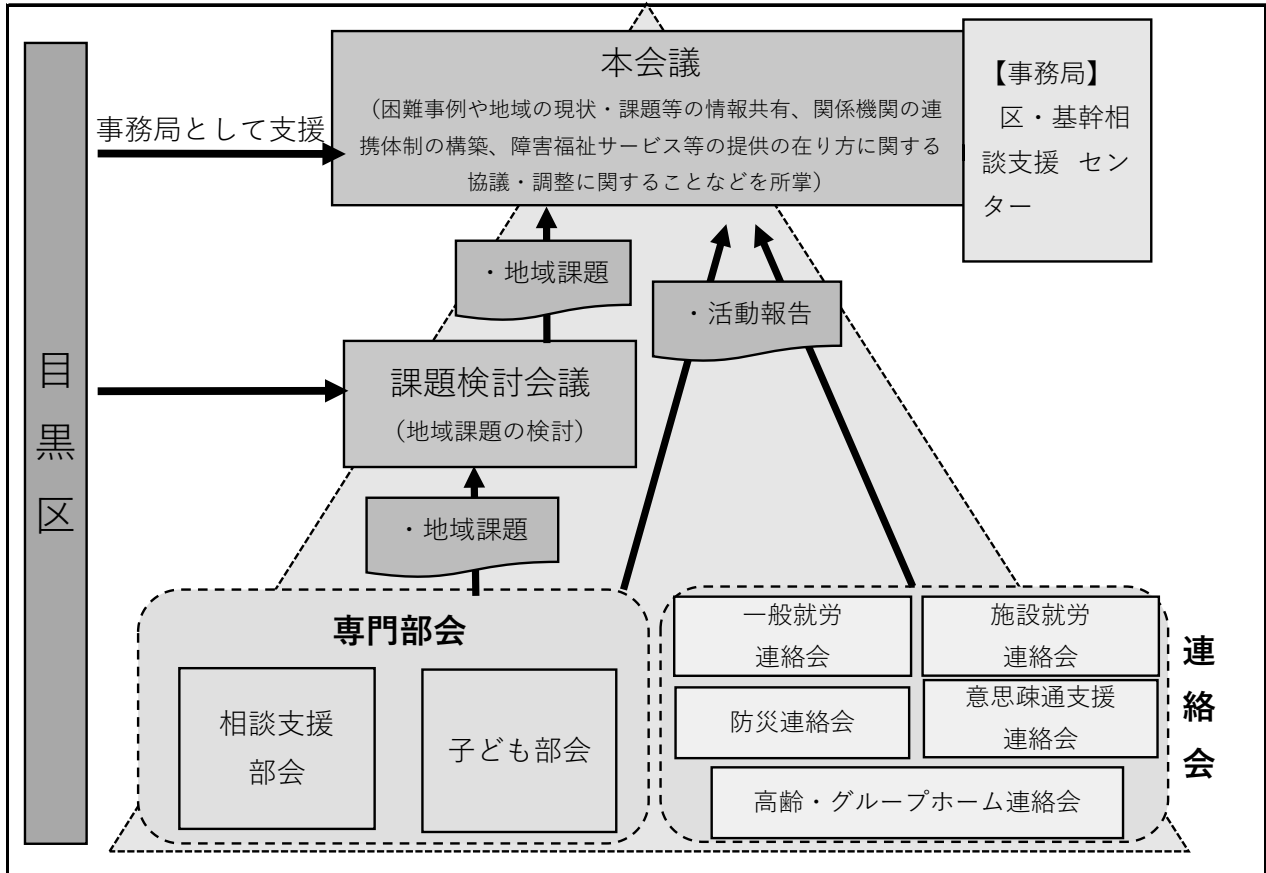 本会議
（困難事例や地域の現状・課題等の情報共有、関係機関の連
携体制の構築、障害福祉サービス等の提供の在り方に関する
協議・調整に関することなどを所掌）
【事務局】
区・基幹相
談支援 セン
ター
事務局として支援
・地域課題
・活動報告
目黒区
課題検討会議
（地域課題の検討）
・地域課題
専門部会
相談支援
部会
子ども部会
一般就労
連絡会
施設就労
連絡会
防災連絡会
意思疎通支援
連絡会
高齢・グループホーム連絡会
連絡会